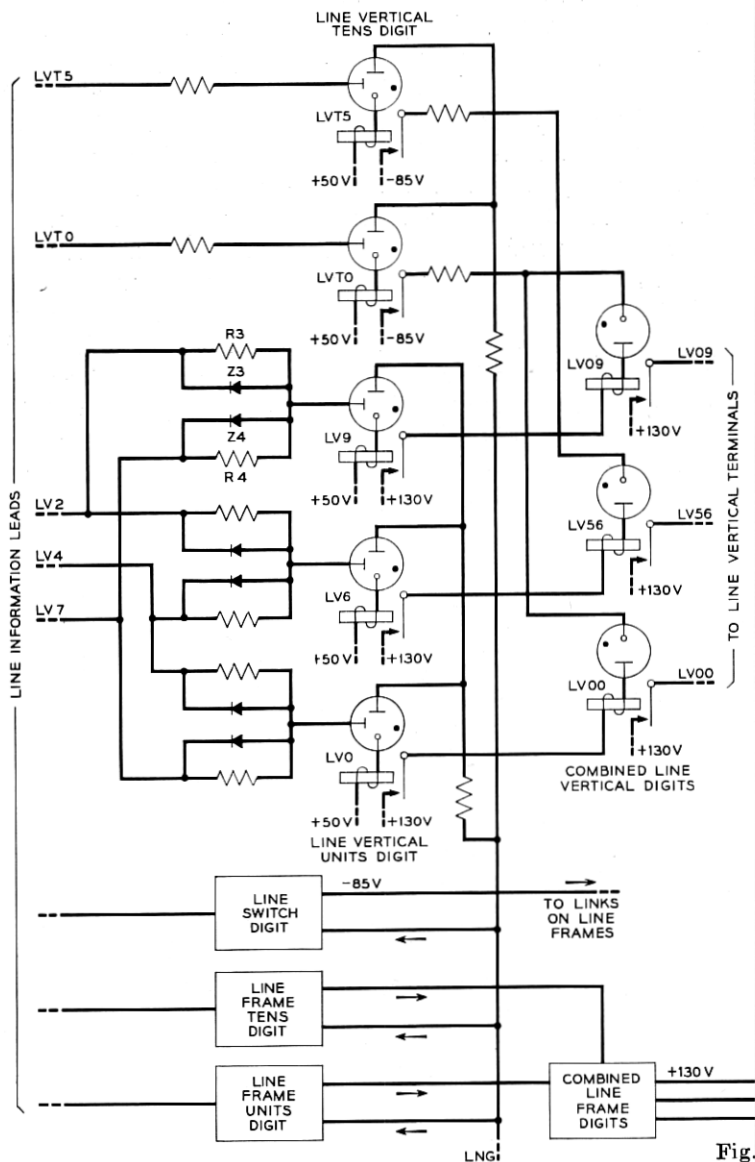 LINE VERTICAL
TENS DIGIT
LVT5
LVT5
+50V
-85V
LVT0
LVT0
+50V
-85V
R3
Z3
Z4
R4
LV9
+50V
+130V
LV09
LV09
+130V
LINE INFORMATION LEADS
LV2
LV4
LV7
LV6
+50V
+130V
LV56
LV56
+130V
TO LINE VERTICAL TERMINALS
LV0
+50V
+130V
LINE VERTICAL
UNITS DIGIT
LV00
LV00
+130V
COMBINED LINE
VERTICAL DIGITS
LINE
SWITCH
DIGIT
-85V
TO LINKS
ON LINE
FRAMES
LINE
FRAME
TENS
DIGIT
LINE
FRAME
UNITS
DIGIT
COMBINED
LINE
FRAME
DIGITS
+130V
LNG
Fig.